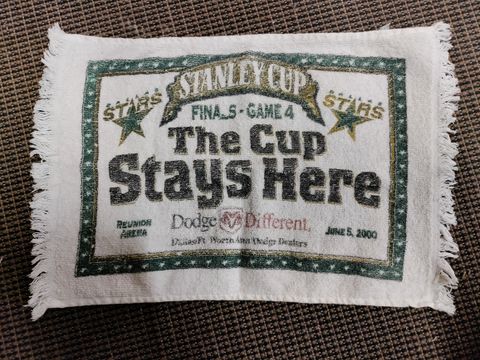 STANLEY CUP
FINALS - GAME 4
STARS
STARS
The Cup
Stays Here
Dodge Different.
REUNION
ARENA
JUNE 5, 2000
Dallas/Ft. Worth Area Dodge Dealers